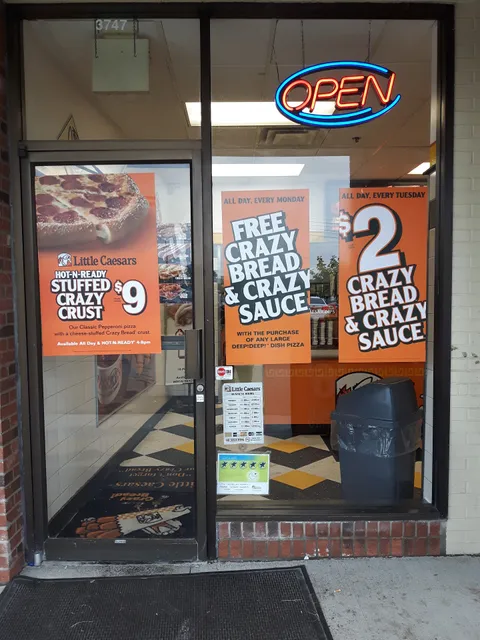 3747
OPEN
Little Caesars
HOT-N-READY
STUFFED
CRAZY
CRUST
$9
Our Classic Pepperoni pizza
with a cheese-stuffed Crazy Bread crust
Available All Day & HOT-N-READY 4-8pm
ALL DAY, EVERY MONDAY
FREE
CRAZY
BREAD
& CRAZY
SAUCE
WITH THE PURCHASE
OF ANY LARGE
DEEP!DEEP! DISH PIZZA
ALL DAY, EVERY TUESDAY
$2
CRAZY
BREAD
& CRAZY
SAUCE
Little Caesars
Little Caesars